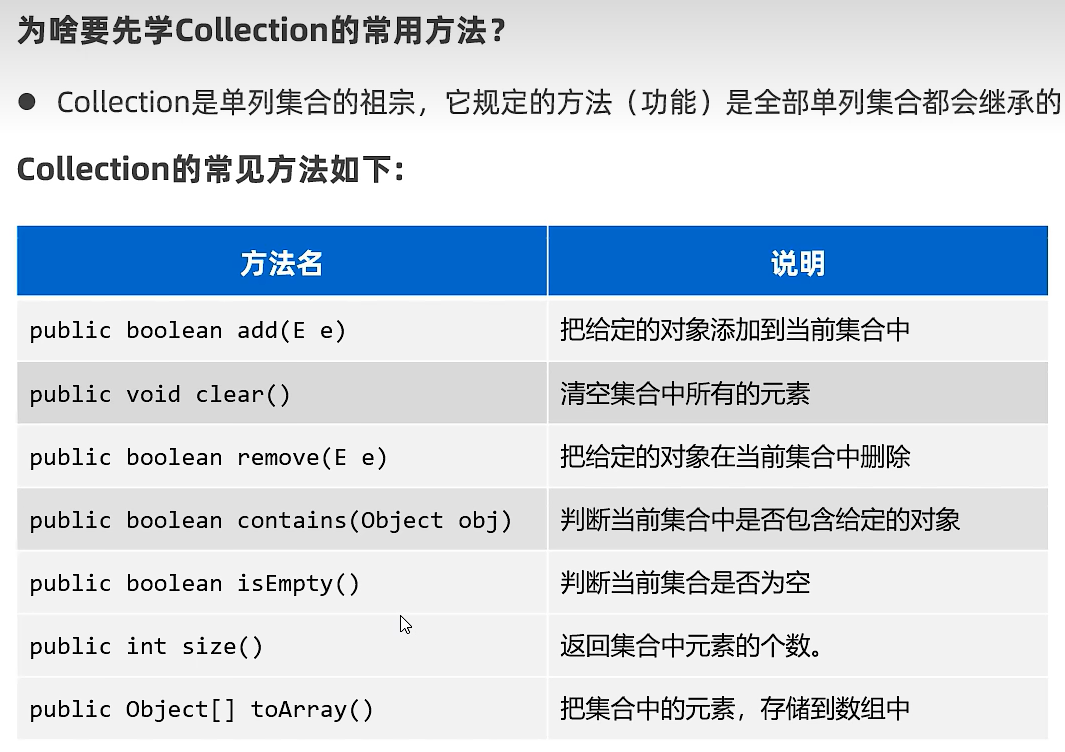 为啥要先学Collection的常用方法？
● Collection是单列集合的祖宗，它规定的方法（功能）是全部单列集合都会继承的
Collection的常见方法如下：
方法名 说明
public boolean add(E e) 把给定的对象添加到当前集合中
public void clear() 清空集合中所有的元素
public boolean remove(E e) 把给定的对象在当前集合中删除
public boolean contains(Object obj) 判断当前集合中是否包含给定的对象
public boolean isEmpty() 判断当前集合是否为空
public int size() 返回集合中元素的个数。
public Object[] toArray() 把集合中的元素，存储到数组中